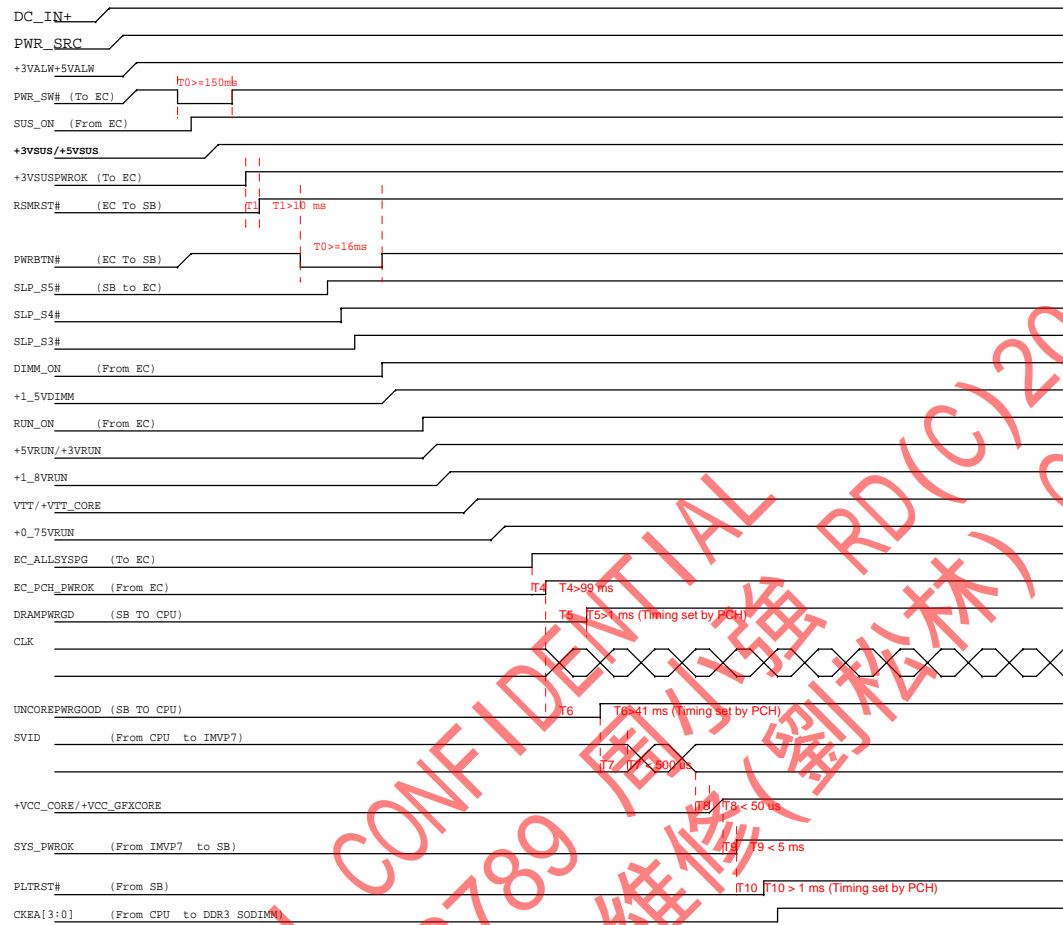 DC_IN+
PWR_SRC
+3VALW+5VALW
T0>=150ms
PWR_SW# (To EC)
SUS_ON (From EC)
+3VSUS/+5VSUS
+3VSUSPWROK (To EC)
RSMRST# (EC To SB) T1 T1>10 ms
T0>=16ms
PWRBTN# (EC To SB)
SLP_S5# (SB to EC)
SLP_S4#
SLP_S3#
DIMM_ON (From EC)
+1_5VDIMM
RUN_ON (From EC)
+5VRUN/+3VRUN
+1_8VRUN
VTT/+VTT_CORE
+0_75VRUN
EC_ALLSYSPG (To EC)
EC_PCH_PWROK (From EC) T4 T4>99 ms
DRAMPWRGD (SB TO CPU) T5 T5>1 ms (Timing set by PCH)
CLK
UNCOREPWRGOOD (SB TO CPU) T6 T6>41 ms (Timing set by PCH)
SVID (From CPU to IMVP7)
T7 T7 < 500 us
+VCC_CORE/+VCC_GFXCORE T8 T8 < 50 us
SYS_PWROK (From IMVP7 to SB) T9 T9 < 5 ms
PLTRST# (From SB) T10 T10 > 1 ms (Timing set by PCH)
CKEA[3:0] (From CPU to DDR3 SODIMM)
CONFIDENTIAL RD(C)20
789 周小強
維修(劉松林)